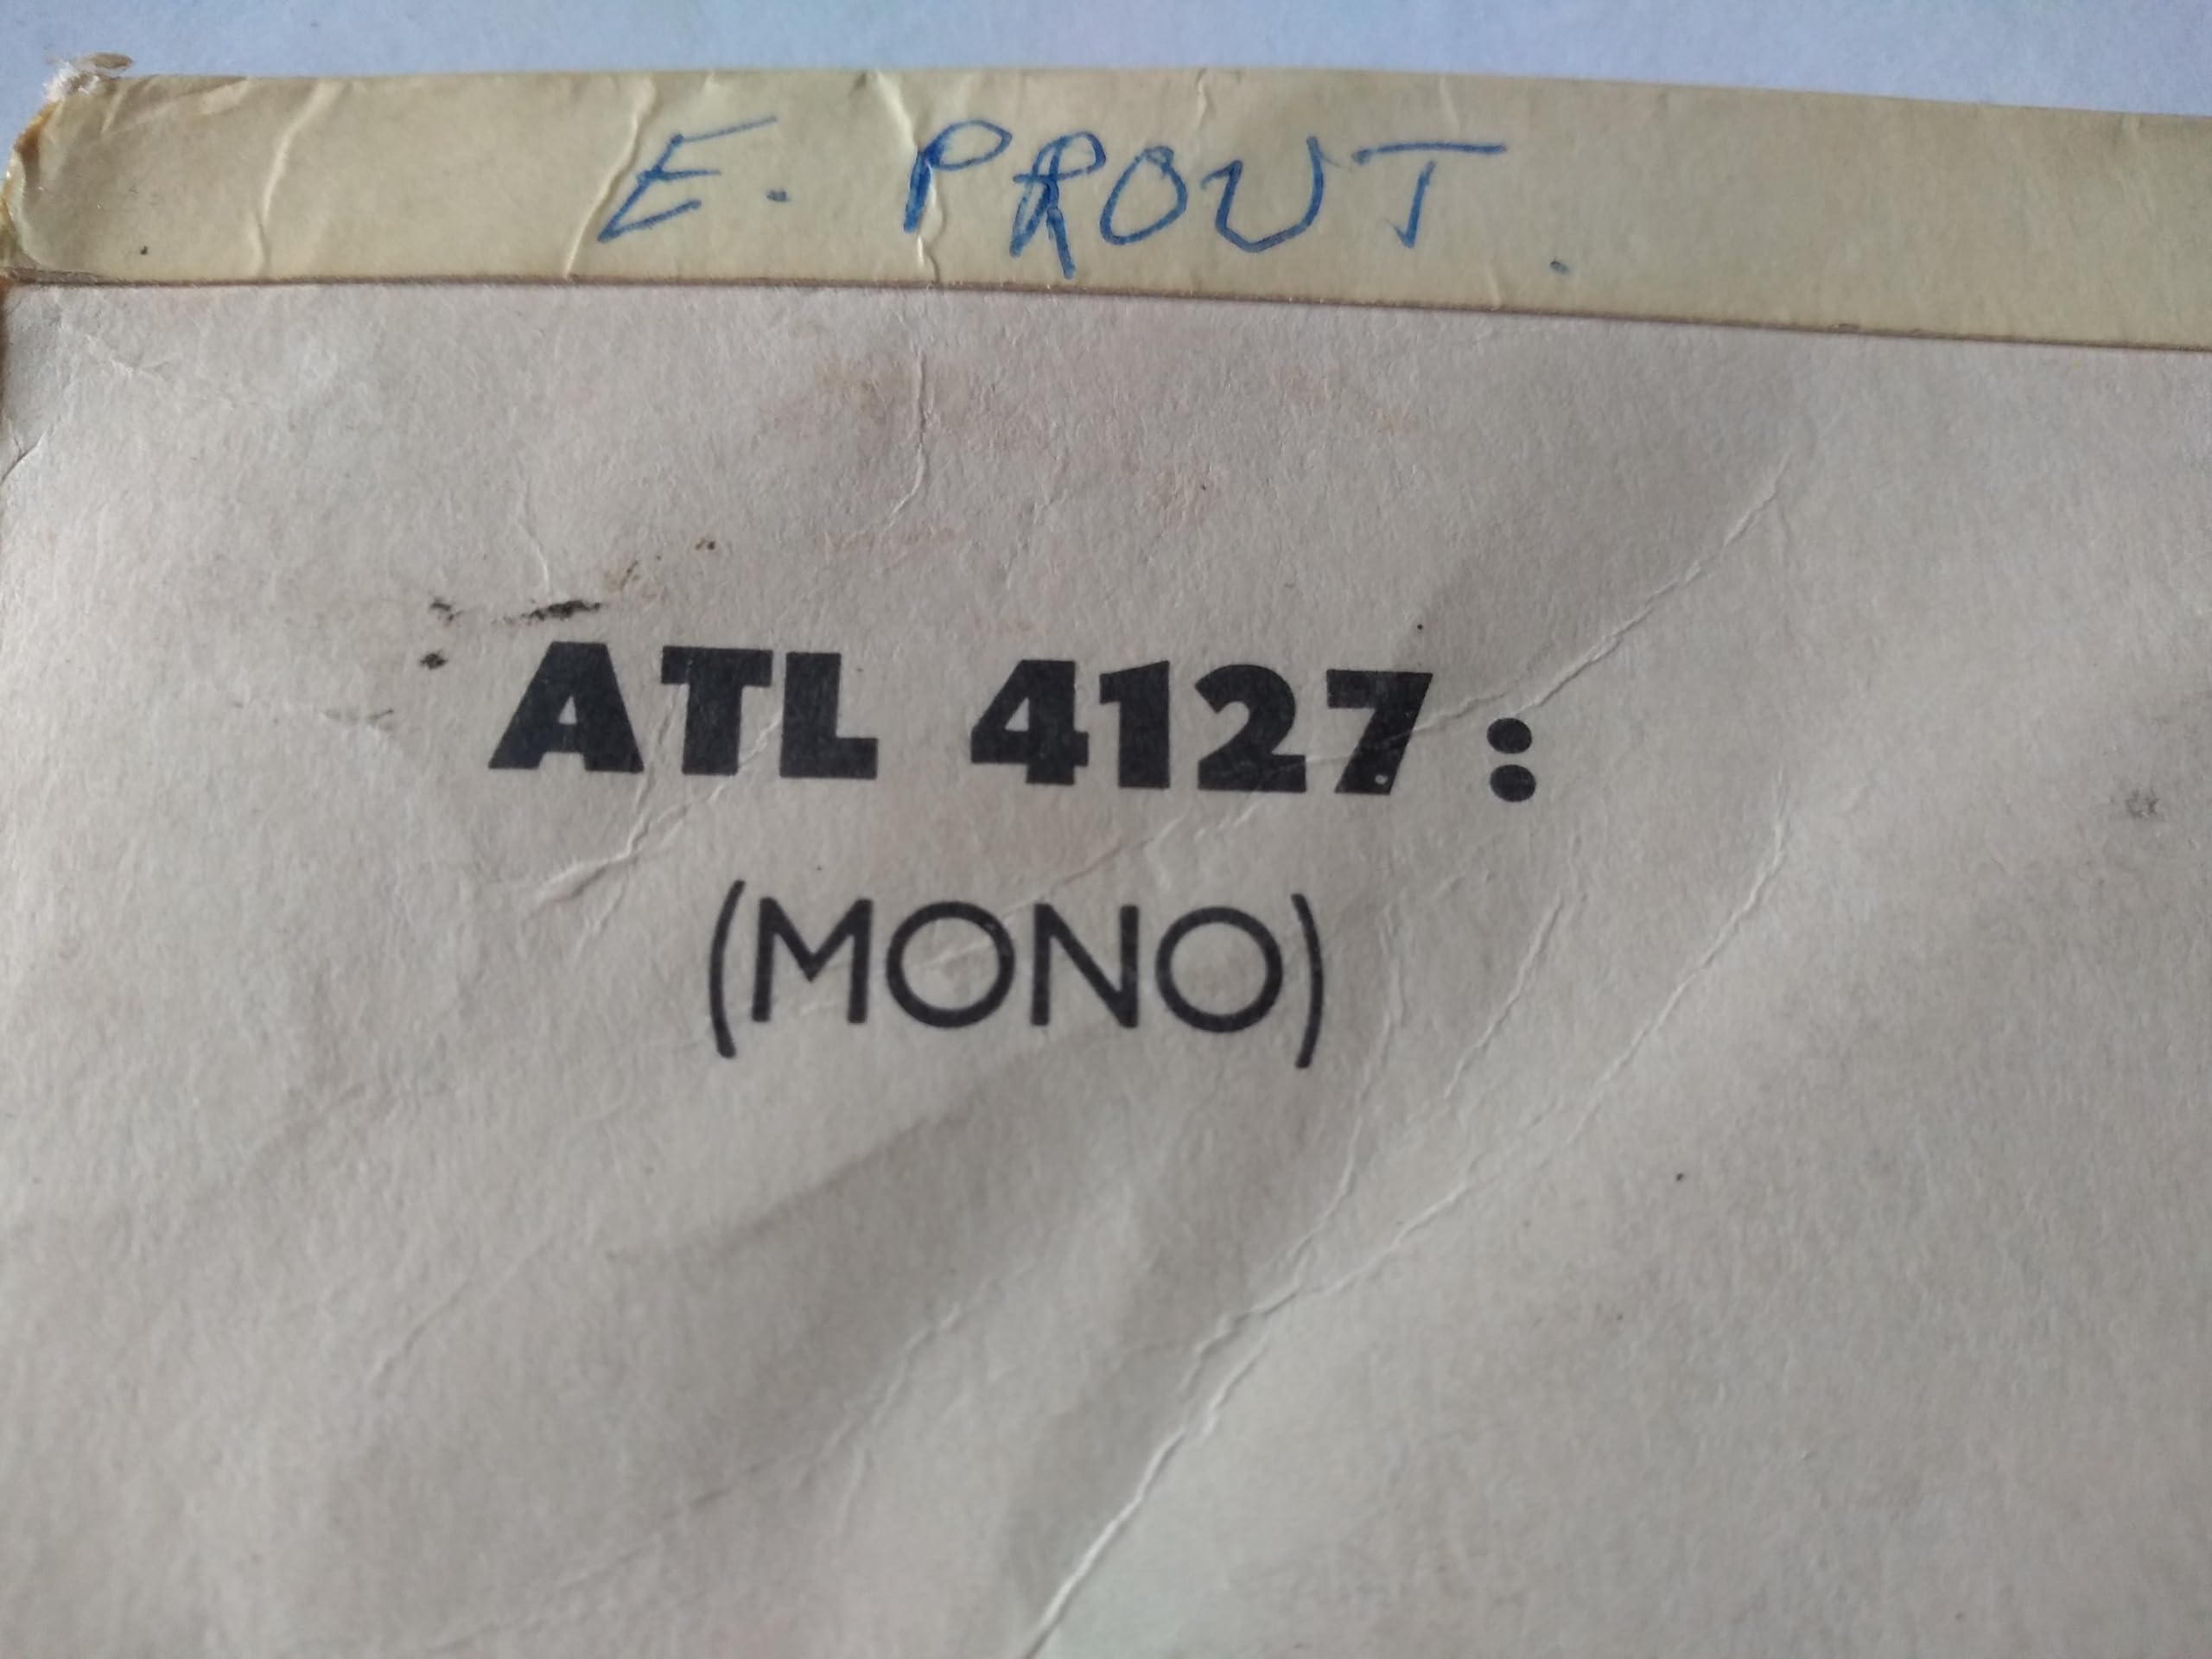 E. PROUT.
ATL 4127:
(MONO)